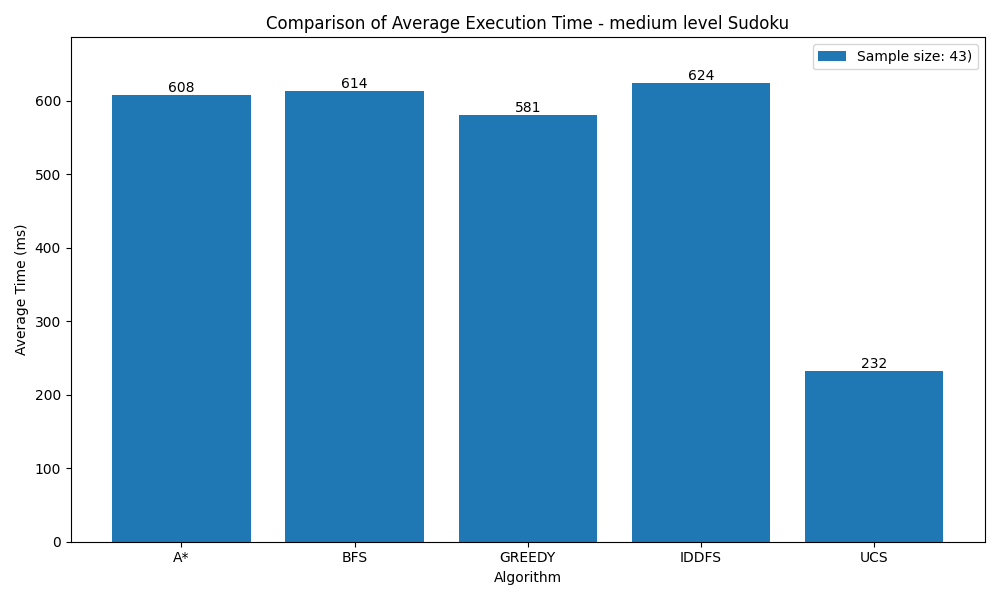 Comparison of Average Execution Time - medium level Sudoku
Sample size: 43)
608
614
581
624
232
Average Time (ms)
600
500
400
300
200
100
0
A*
BFS
GREEDY
IDDFS
UCS
Algorithm